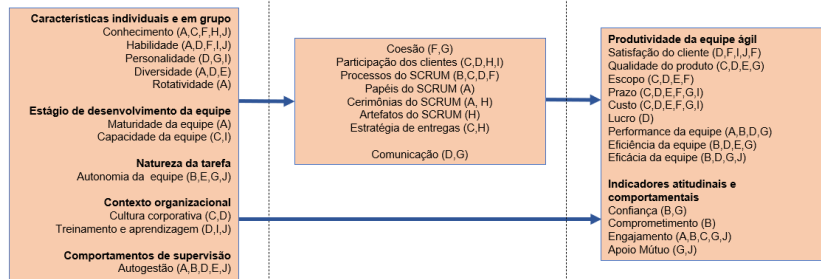 Características individuais e em grupo
Conhecimento (A,C,F,H,J)
Habilidade (A,D,F,I,J)
Personalidade (D,G,I)
Diversidade (A,D,E)
Rotatividade (A)
Estágio de desenvolvimento da equipe
Maturidade da equipe (A)
Capacidade da equipe (C,I)
Natureza da tarefa
Autonomia da equipe (B,E,G,J)
Contexto organizacional
Cultura corporativa (C,D)
Treinamento e aprendizagem (D,I,J)
Comportamentos de supervisão
Autogestão (A,B,D,E,J)
Coesão (F,G)
Participação dos clientes (C,D,H,I)
Processos do SCRUM (B,C,D,F)
Papéis do SCRUM (A)
Cerimônias do SCRUM (A, H)
Artefatos do SCRUM (H)
Estratégia de entregas (C,H)
Comunicação (D,G)
Produtividade da equipe ágil
Satisfação do cliente (D,F,I,J,F)
Qualidade do produto (C,D,E,G)
Escopo (C,D,E,F)
Prazo (C,D,E,F,G,I)
Custo (C,D,E,F,G,I)
Lucro (D)
Performance da equipe (A,B,D,G)
Eficiência da equipe (B,D,E,G)
Eficácia da equipe (B,D,G,J)
Indicadores atitudinais e
comportamentais
Confiança (B,G)
Comprometimento (B)
Engajamento (A,B,C,G,J)
Apoio Mútuo (G,J)